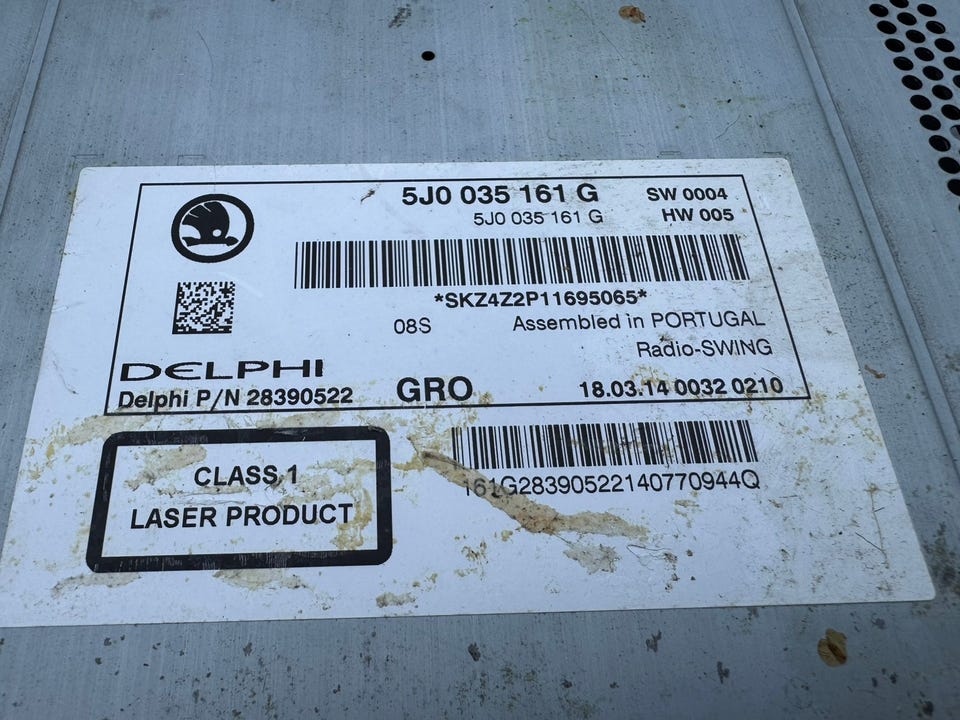 5J0 035 161 G SW 0004
5J0 035 161 G HW 005
*SKZ4Z2P11695065*
08S Assembled in PORTUGAL
Radio-SWING
DELPHI
Delphi P/N 28390522 GRO 18.03.14 0032 0210
CLASS 1
LASER PRODUCT
161G28390522140770944Q